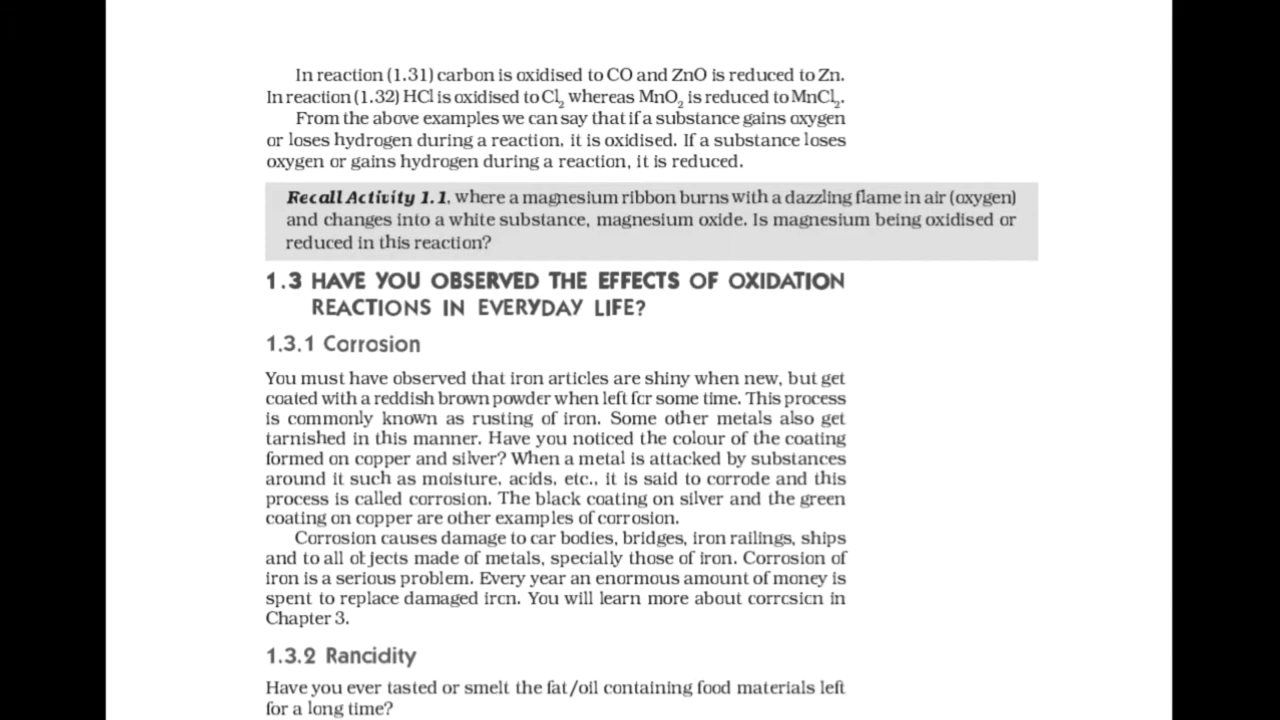 In reaction (1.31) carbon is oxidised to CO and ZnO is reduced to Zn.
In reaction (1.32) HCl is oxidised to Cl₂ whereas MnO₂ is reduced to MnCl₂.
From the above examples we can say that if a substance gains oxygen
or loses hydrogen during a reaction, it is oxidised. If a substance loses
oxygen or gains hydrogen during a reaction, it is reduced.
Recall Activity 1.1, where a magnesium ribbon burns with a dazzling flame in air (oxygen)
and changes into a white substance, magnesium oxide. Is magnesium being oxidised or
reduced in this reaction?
1.3 HAVE YOU OBSERVED THE EFFECTS OF OXIDATION
REACTIONS IN EVERYDAY LIFE?
1.3.1 Corrosion
You must have observed that iron articles are shiny when new, but get
coated with a reddish brown powder when left for some time. This process
is commonly known as rusting of iron. Some other metals also get
tarnished in this manner. Have you noticed the colour of the coating
formed on copper and silver? When a metal is attacked by substances
around it such as moisture, acids, etc., it is said to corrode and this
process is called corrosion. The black coating on silver and the green
coating on copper are other examples of corrosion.
Corrosion causes damage to car bodies, bridges, iron railings, ships
and to all objects made of metals, specially those of iron. Corrosion of
iron is a serious problem. Every year an enormous amount of money is
spent to replace damaged iron. You will learn more about corrosion in
Chapter 3.
1.3.2 Rancidity
Have you ever tasted or smelt the fat/oil containing food materials left
for a long time?